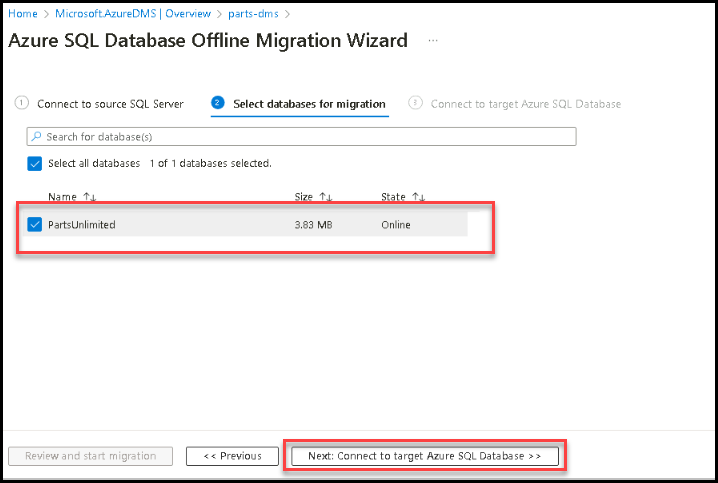 Home > Microsoft.AzureDMS | Overview > parts-dms >
Azure SQL Database Offline Migration Wizard ...
1 Connect to source SQL Server 2 Select databases for migration 3 Connect to target Azure SQL Database
Search for database(s)
Select all databases 1 of 1 databases selected.
Name ↑↓ Size ↑↓ State ↑↓
PartsUnlimited 3.83 MB Online
Review and start migration << Previous Next: Connect to target Azure SQL Database >>